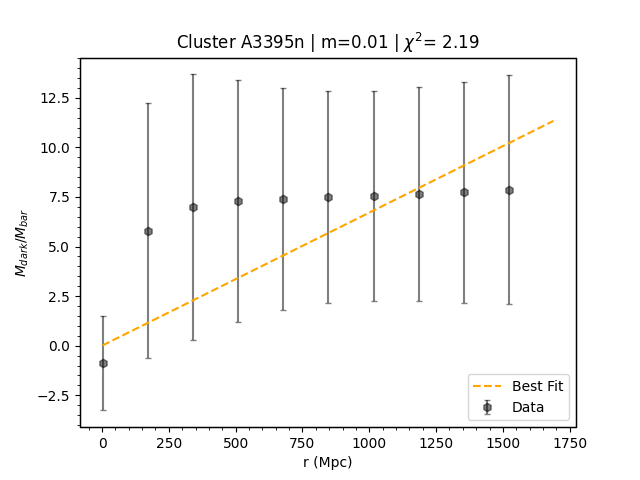 Cluster A3395n | m=0.01 | χ²= 2.19
M_dark/M_bar
12.5
10.0
7.5
5.0
2.5
0.0
−2.5
0 250 500 750 1000 1250 1500 1750
r (Mpc)
Best Fit
Data